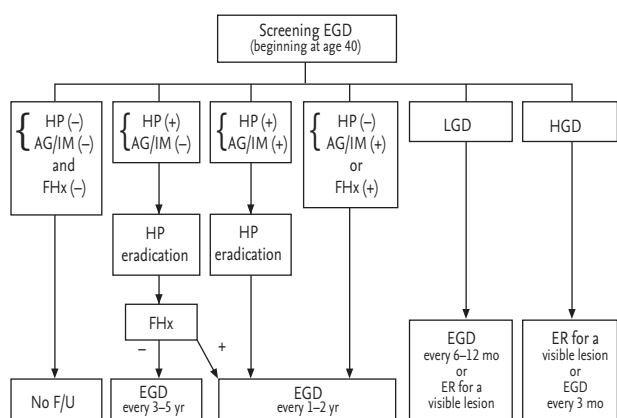 Screening EGD
(beginning at age 40)
HP (–)
AG/IM (–)
and
FHx (–)
HP (+)
AG/IM (–)
HP (+)
AG/IM (+)
HP (–)
AG/IM (+)
or
FHx (+)
LGD
HGD
HP
eradication
HP
eradication
FHx
–
+
EGD
every 6–12 mo
or
ER for a
visible lesion
ER for a
visible lesion
or
EGD
every 3 mo
No F/U
EGD
every 3–5 yr
EGD
every 1–2 yr